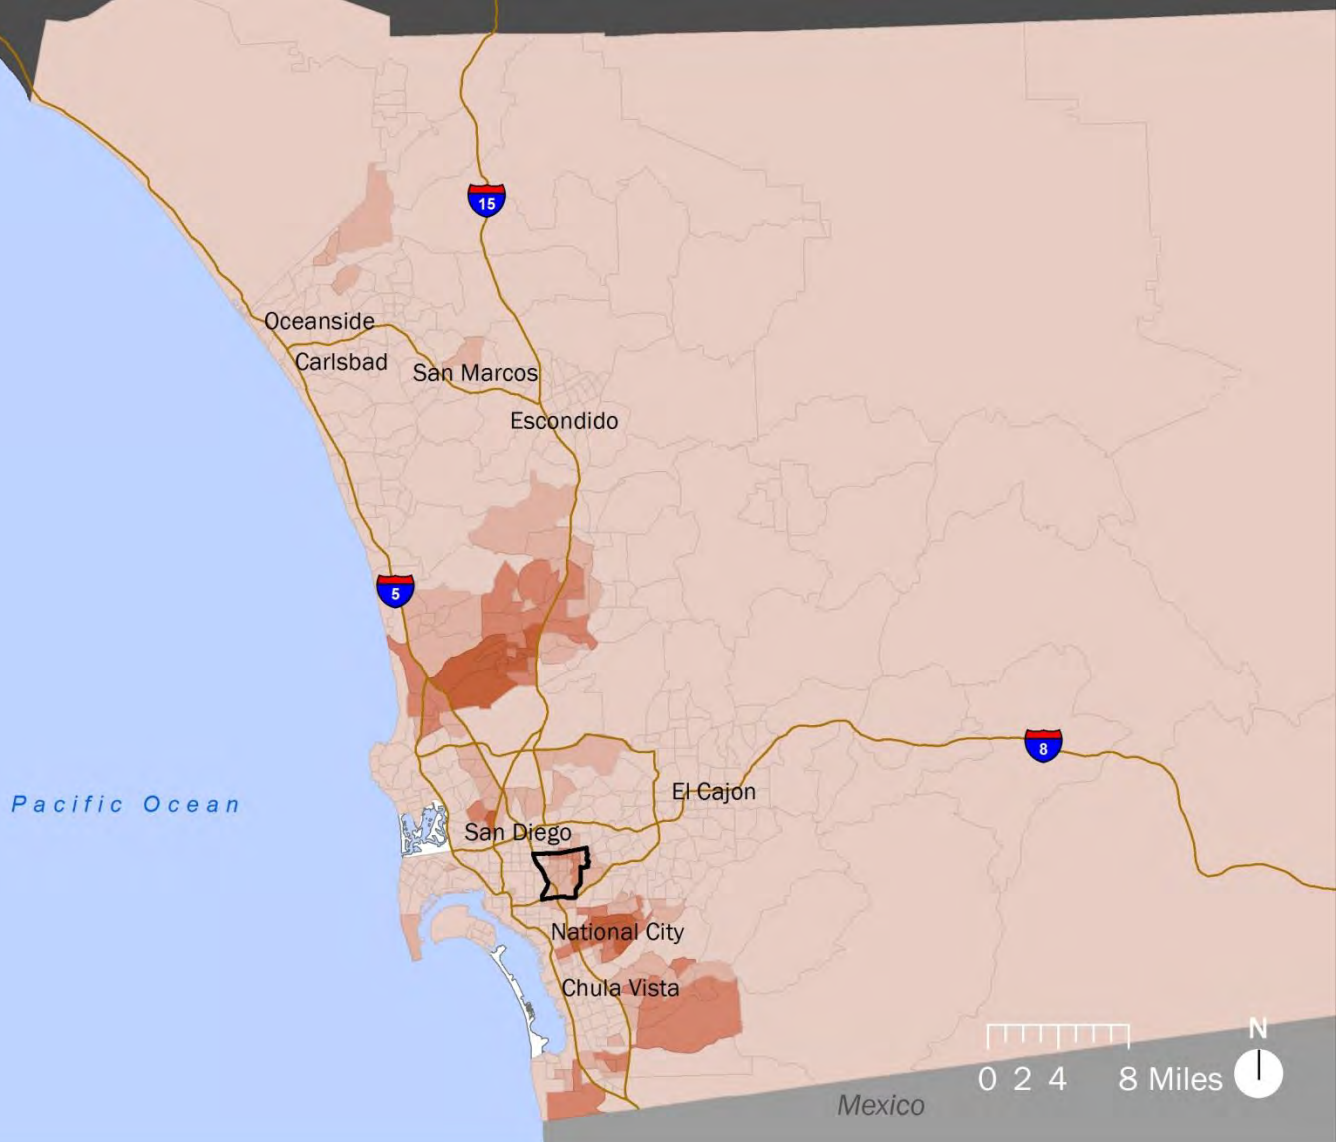 15
Oceanside
Carlsbad
San Marcos
Escondido
5
8
El Cajon
Pacific Ocean
San Diego
National City
Chula Vista
N
0 2 4 8 Miles
Mexico